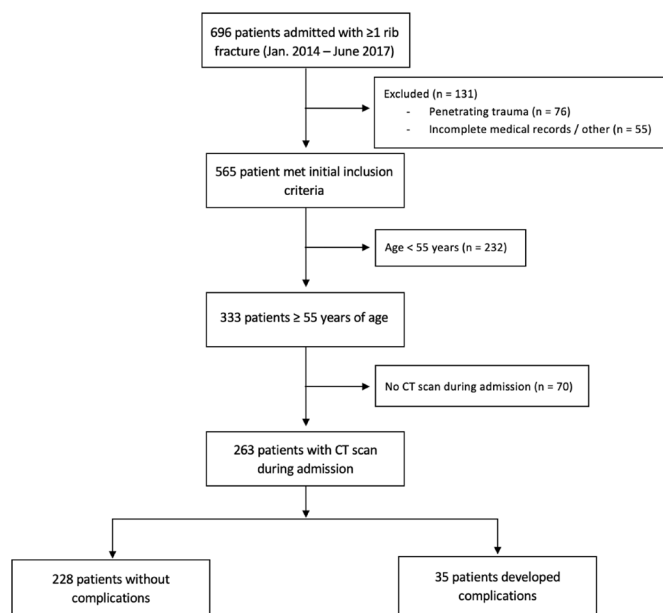 696 patients admitted with ≥1 rib
fracture (Jan. 2014 – June 2017)
Excluded (n = 131)
- Penetrating trauma (n = 76)
- Incomplete medical records / other (n = 55)
565 patient met initial inclusion
criteria
Age < 55 years (n = 232)
333 patients ≥ 55 years of age
No CT scan during admission (n = 70)
263 patients with CT scan
during admission
228 patients without
complications
35 patients developed
complications